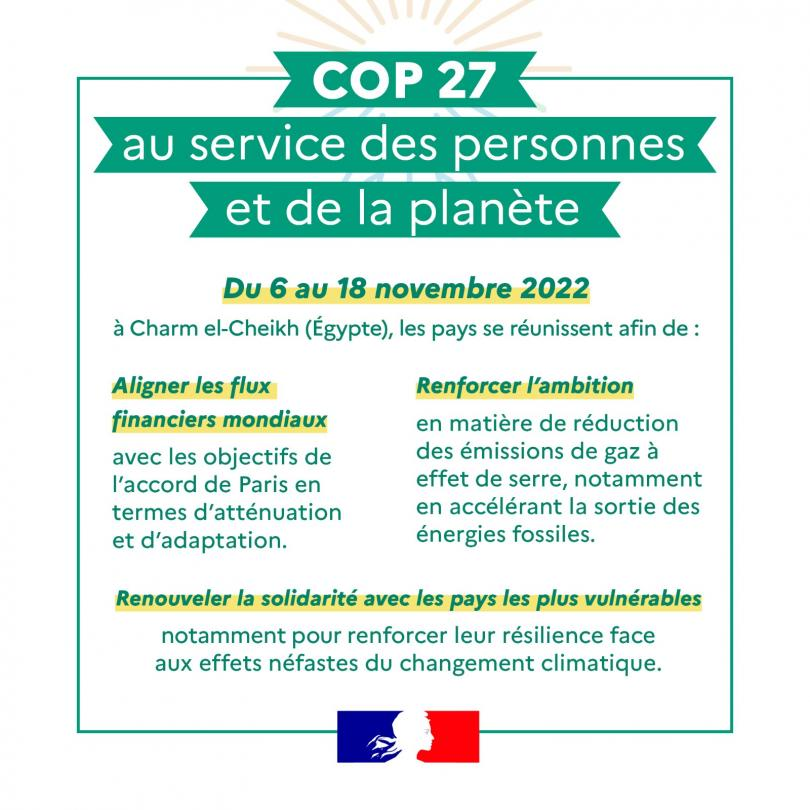 COP 27
au service des personnes
et de la planète
Du 6 au 18 novembre 2022
à Charm el-Cheikh (Égypte), les pays se réunissent afin de :
Aligner les flux
financiers mondiaux
avec les objectifs de
l’accord de Paris en
termes d’atténuation
et d’adaptation.
Renforcer l’ambition
en matière de réduction
des émissions de gaz à
effet de serre, notamment
en accélérant la sortie des
énergies fossiles.
Renouveler la solidarité avec les pays les plus vulnérables
notamment pour renforcer leur résilience face
aux effets néfastes du changement climatique.